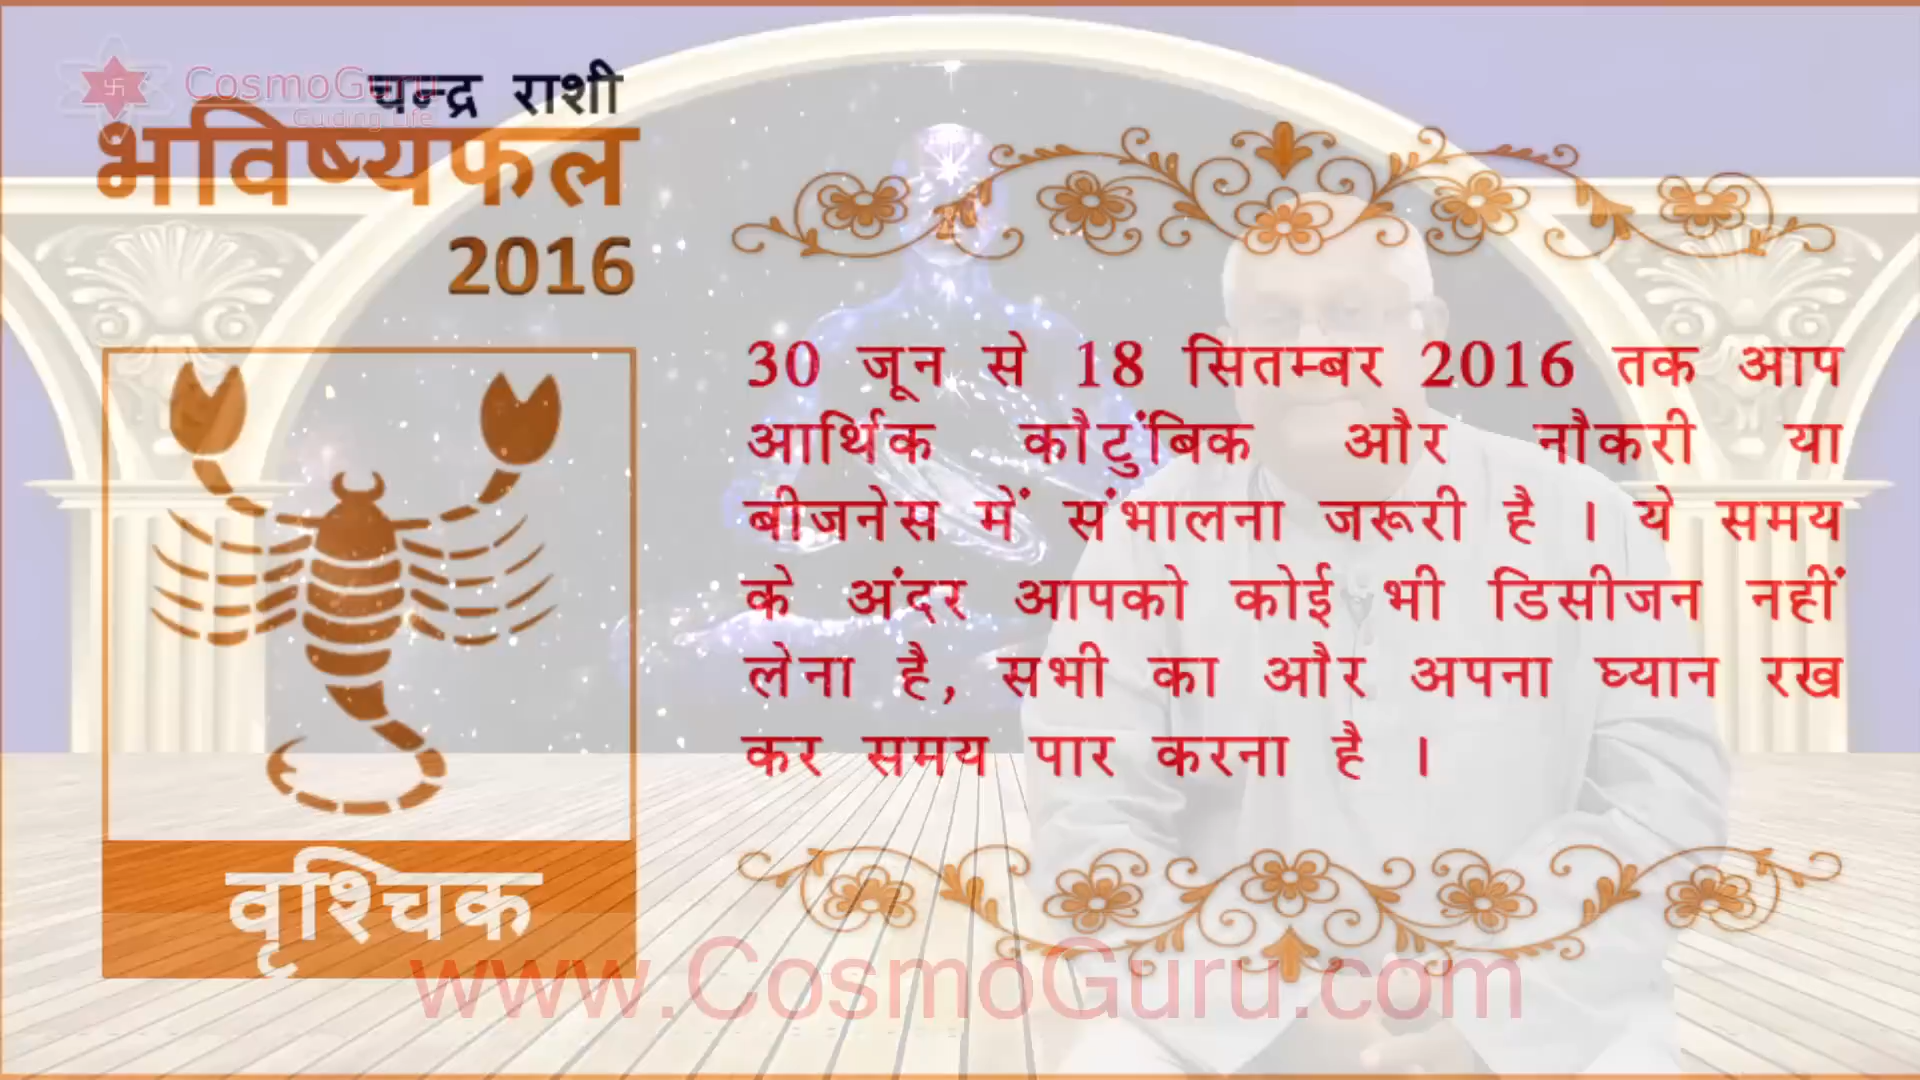 CosmoGuru
Guiding Life
चन्द्र राशी
भविष्यफल
2016
30 जून से 18 सितम्बर 2016 तक आप
आर्थिक कौटुंबिक और नौकरी या
बीजनेस में संभालना जरूरी है । ये समय
के अंदर आपको कोई भी डिसीजन नहीं
लेना है, सभी का और अपना घ्यान रख
कर समय पार करना है ।
वृश्चिक
www.CosmoGuru.com